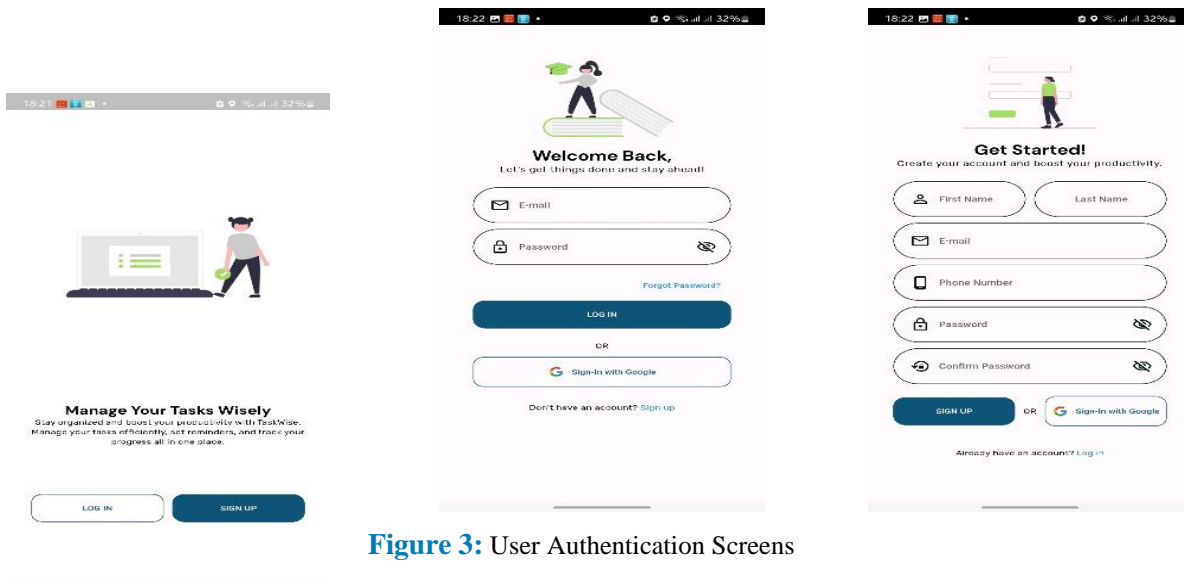 18:21
32%
Manage Your Tasks Wisely
Stay organized and boost your productivity with TaskWise.
Manage your tasks efficiently, set reminders, and track your
progress all in one place.
LOG IN
SIGN UP
18:22
32%
Welcome Back,
Let's get things done and stay ahead!
E-mail
Password
Forgot Password?
LOG IN
OR
Sign-In with Google
Don't have an account? Sign up
18:22
32%
Get Started!
Create your account and boost your productivity.
First Name
Last Name
E-mail
Phone Number
Password
Confirm Password
SIGN UP
OR
Sign-In with Google
Already have an account? Log in
Figure 3: User Authentication Screens